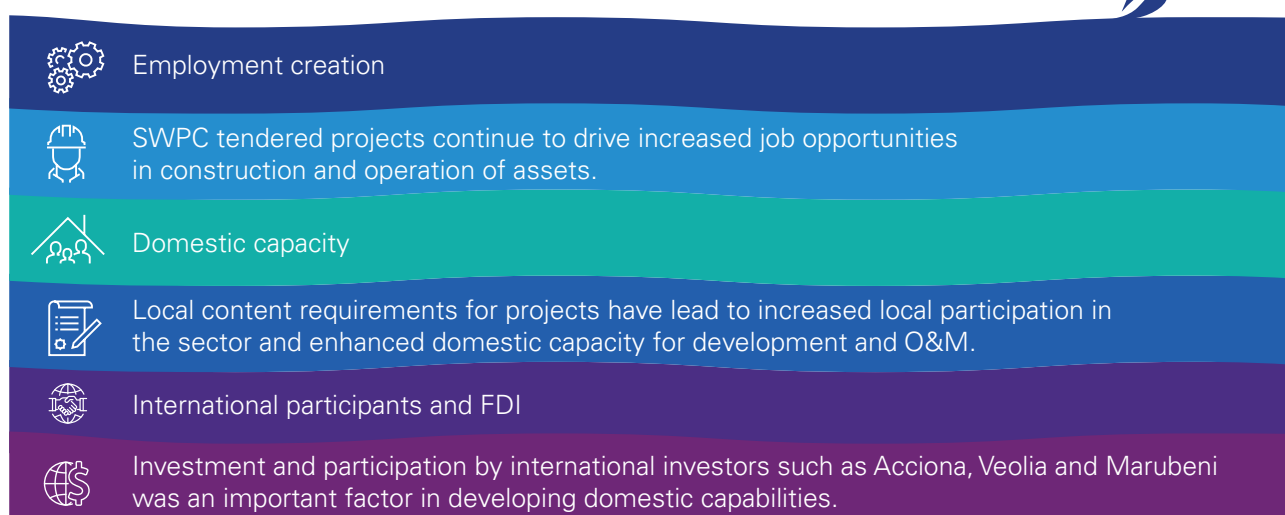 Employment creation
SWPC tendered projects continue to drive increased job opportunities
in construction and operation of assets.
Domestic capacity
Local content requirements for projects have lead to increased local participation in
the sector and enhanced domestic capacity for development and O&M.
International participants and FDI
Investment and participation by international investors such as Acciona, Veolia and Marubeni
was an important factor in developing domestic capabilities.